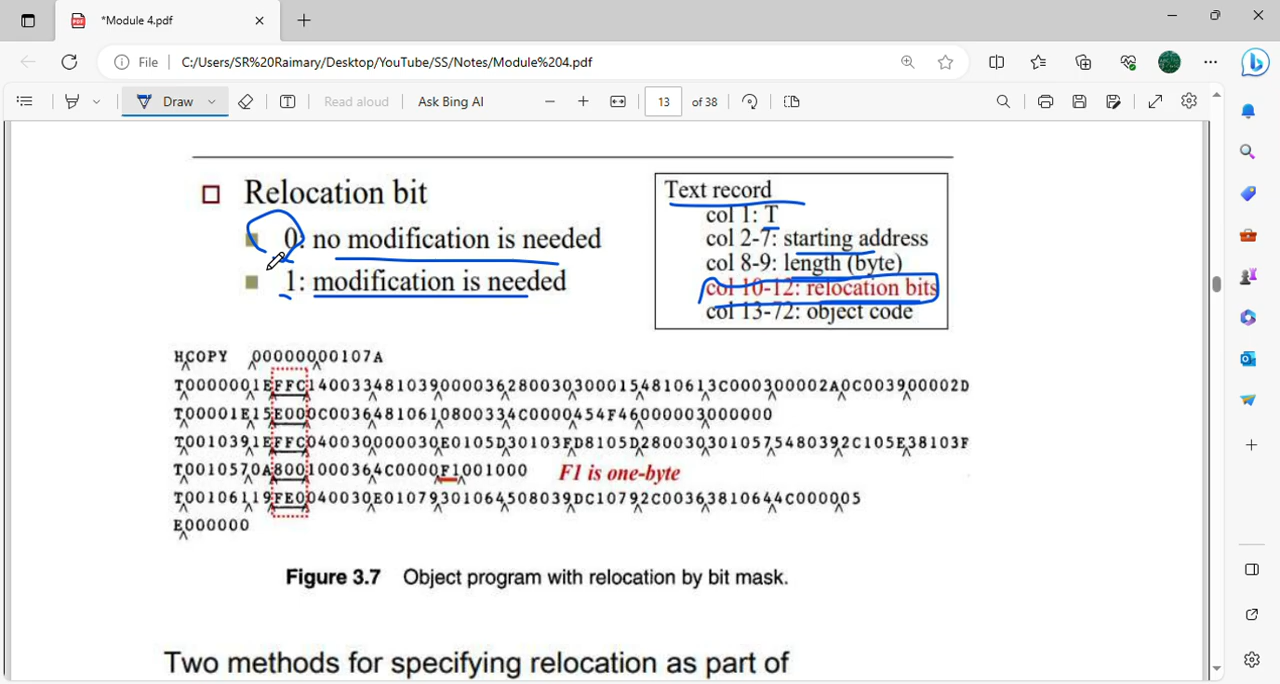 *Module 4.pdf
File | C:/Users/SR%20Raimary/Desktop/YouTube/SS/Notes/Module%204.pdf
Draw Read aloud Ask Bing AI 13 of 38
Relocation bit
0: no modification is needed
1: modification is needed
Text record
col 1: T
col 2-7: starting address
col 8-9: length (byte)
col 10-12: relocation bits
col 13-72: object code
HCOPY 00000000107A
T0000001EFFC1400334810390000362800303000154810613C000300002A0C003900002D
T00001E15E000C00364810610800334C0000454F46000003000000
T0010391EFFC040030000030E0105D30103FD8105D2800303010575480392C105E38103F
T0010570A8001000364C0000F1001000 F1 is one-byte
T00106119FE0040030E01079301064508039DC10792C00363810644C000005
E000000
Figure 3.7 Object program with relocation by bit mask.
Two methods for specifying relocation as part of